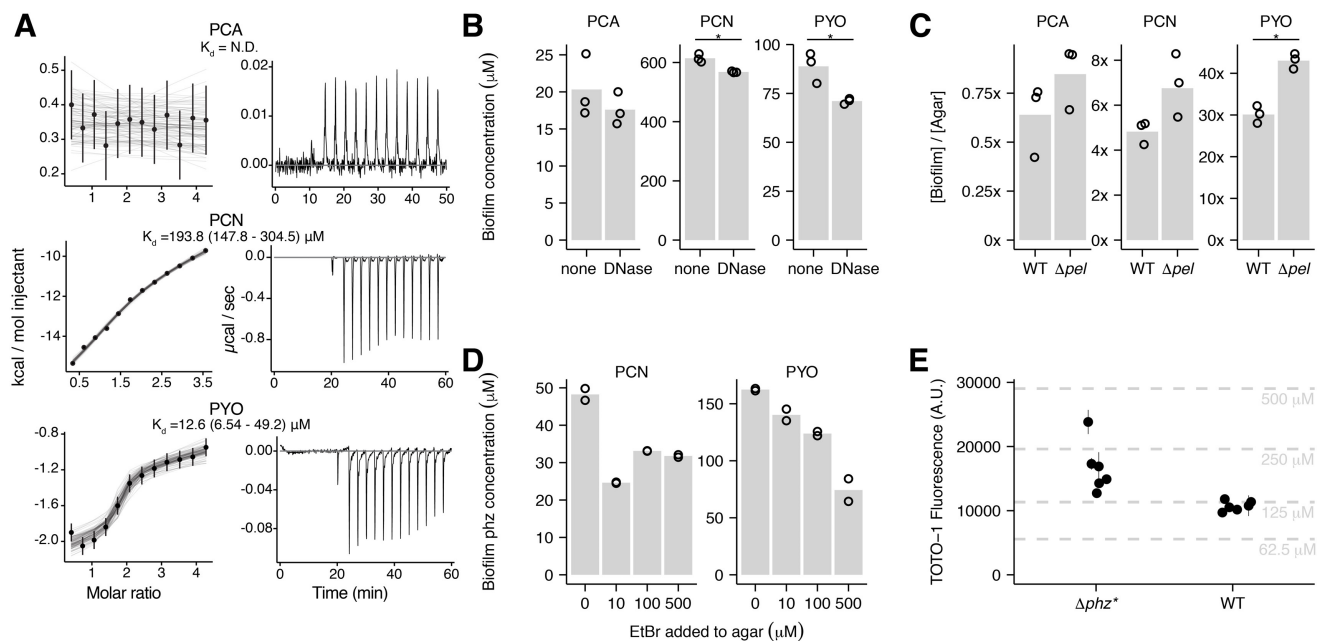 A
PCA
K_d = N.D.
0.5
0.4
0.3
0.2
1 2 3 4
0.02
0.01
0.00
0 10 20 30 40 50
PCN
K_d =193.8 (147.8 - 304.5) µM
-10
-12
-14
0.5 1.5 2.5 3.5
0.0
-0.4
-0.8
0 20 40 60
kcal / mol injectant
µcal / sec
PYO
K_d =12.6 (6.54 - 49.2) µM
-0.8
-1.2
-1.6
-2.0
1 2 3 4
Molar ratio
0.00
-0.04
-0.08
0 20 40 60
Time (min)
B
PCA PCN PYO
* *
Biofilm concentration (µM)
25
20
15
10
5
0
none DNase
600
400
200
0
none DNase
100
75
50
25
0
none DNase
C
PCA PCN PYO
*
[Biofilm] / [Agar]
0.75x
0.5x
0.25x
0x
WT Δpel
8x
6x
4x
2x
0x
WT Δpel
40x
30x
20x
10x
0x
WT Δpel
D
PCN PYO
Biofilm phz concentration (µM)
50
40
30
20
10
0
0 10 100 500
150
100
50
0
0 10 100 500
EtBr added to agar (µM)
E
TOTO−1 Fluorescence (A.U.)
30000
20000
10000
0
500 µM
250 µM
125 µM
62.5 µM
Δphz* WT